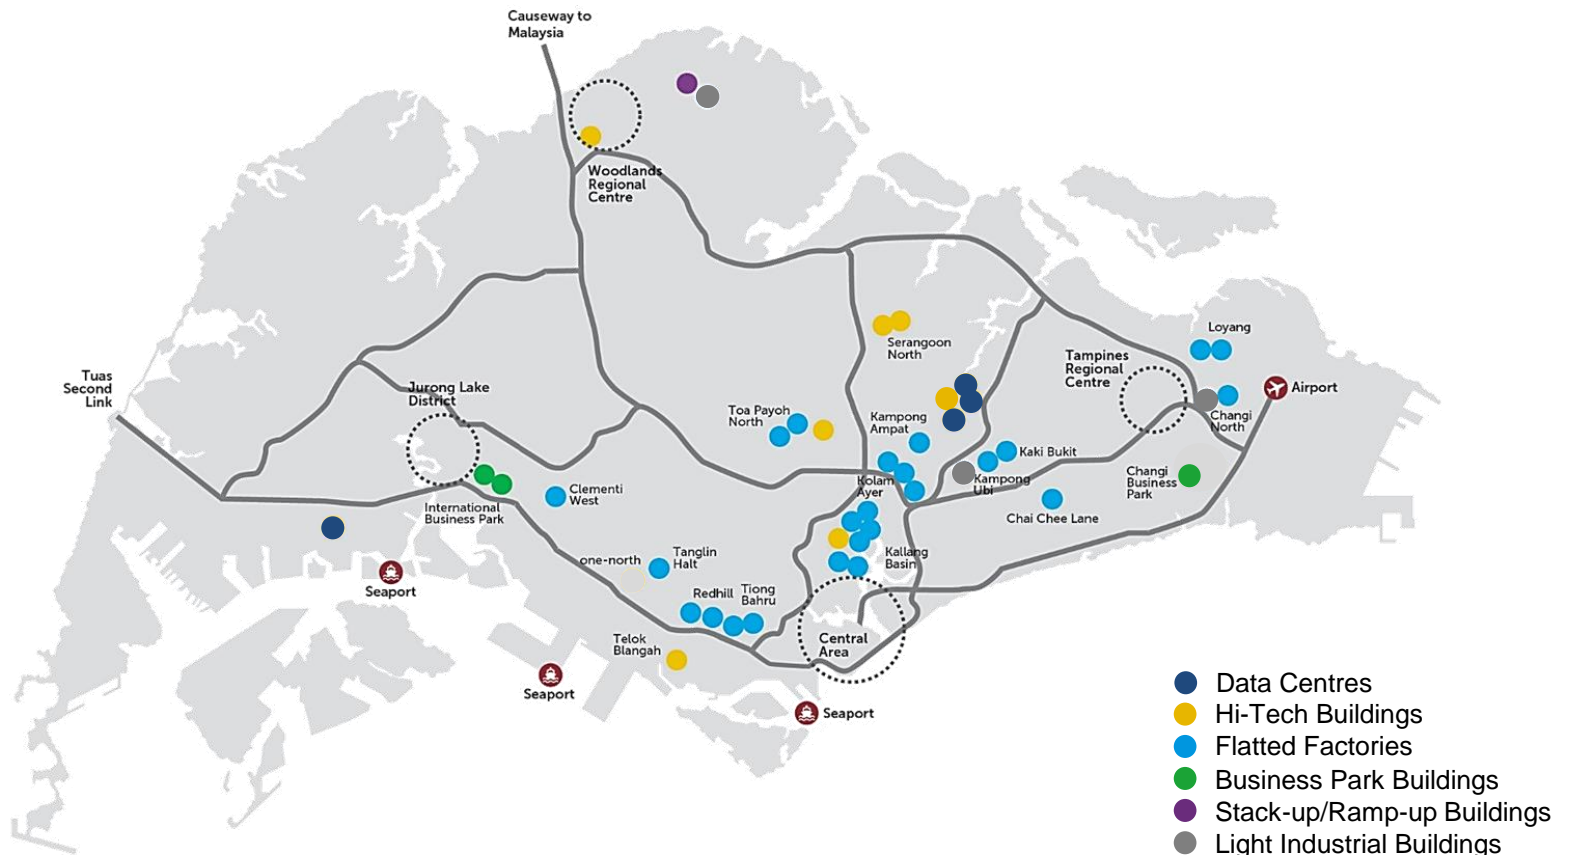 Causeway to
Malaysia
Woodlands
Regional
Centre
Serangoon
North
Loyang
Tampines
Regional
Centre
Tuas
Second
Link
Jurong Lake
District
Airport
Toa Payoh
North
Kampong
Ampat
Changi
North
Kaki Bukit
Kolam
Ayer
Kampong
Ubi
Changi
Business
Park
Clementi
West
International
Business Park
Chai Chee Lane
one-north
Tanglin
Halt
Kallang
Basin
Seaport
Redhill
Tiong
Bahru
Telok
Blangah
Central
Area
Seaport
Seaport
Data Centres
Hi-Tech Buildings
Flatted Factories
Business Park Buildings
Stack-up/Ramp-up Buildings
Light Industrial Buildings